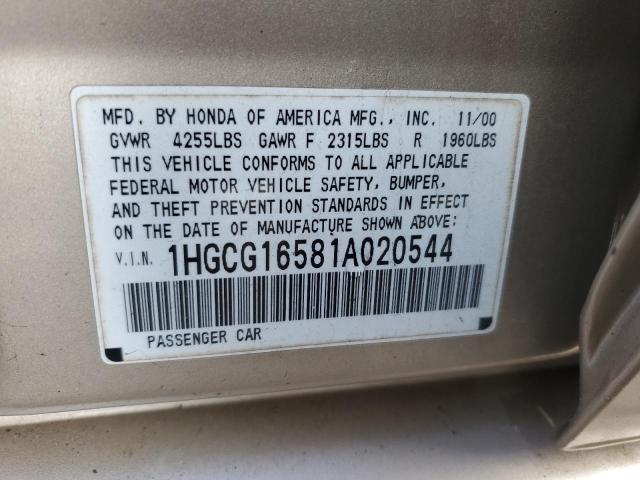 MFD. BY HONDA OF AMERICA MFG., INC. 11/00
GVWR 4255LBS GAWR F 2315LBS R 1960LBS
THIS VEHICLE CONFORMS TO ALL APPLICABLE
FEDERAL MOTOR VEHICLE SAFETY, BUMPER,
AND THEFT PREVENTION STANDARDS IN EFFECT
ON THE DATE OF MANUFACTURE SHOWN ABOVE:
V.I.N. 1HGCG16581A020544
PASSENGER CAR